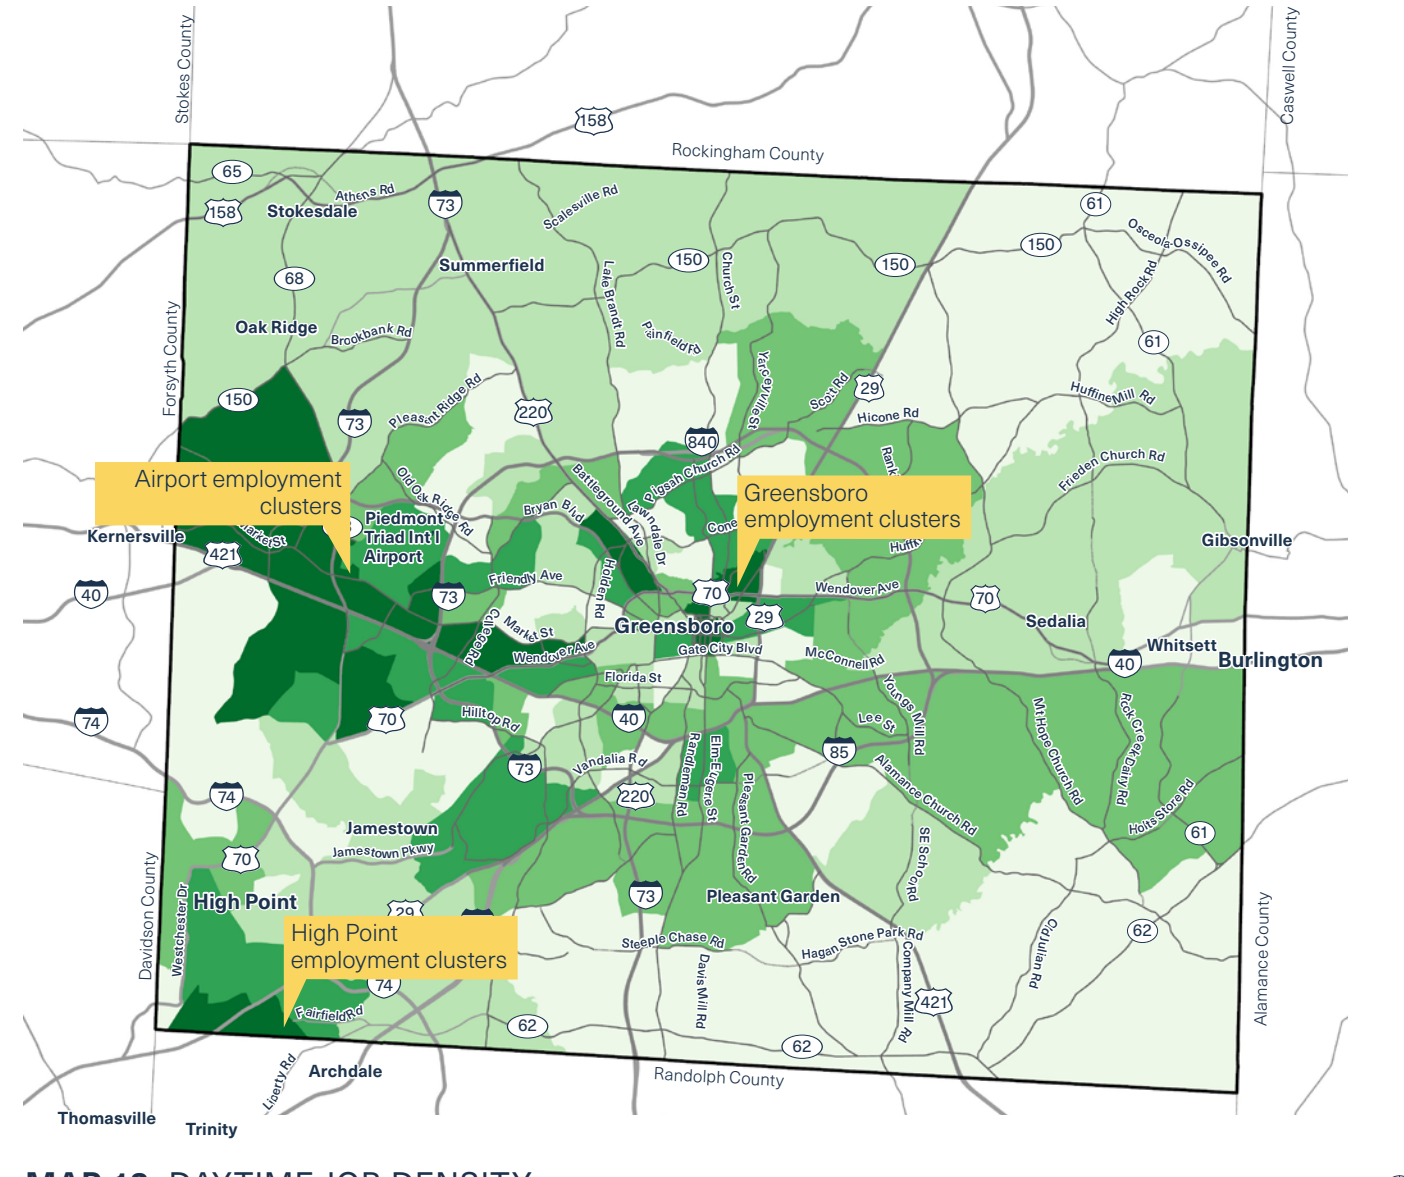 Stokes County
Caswell County
158
Rockingham County
65
Athens Rd
158
Stokesdale
73
Scalesville Rd
61
Osceola-Ossipee Rd
150
150
150
Church St
Summerfield
68
Lake Brandt Rd
High Rock Rd
Forsyth County
Oak Ridge
Brookbank Rd
61
Yanceyville St
150
Pleasant Ridge Rd
Scott Rd
29
Huffine Mill Rd
73
220
Hicone Rd
840
Pisgah Church Rd
Frieden Church Rd
Airport employment
clusters
Old Oak Ridge Rd
Battleground Ave
Bryan Blvd
Lawndale Dr
Cone
Greensboro
employment clusters
Kernersville
Market St
421
Piedmont
Triad Int l
Airport
Gibsonville
40
73
Friendly Ave
Holden Rd
70
Wendover Ave
70
29
Greensboro
Sedalia
College Rd
Market St
Wendover Ave
Gate City Blvd
McConnell Rd
Whitsett
40
Burlington
Florida St
74
70
Hilltop Rd
40
Lee St
Youngs Mill Rd
Mt Hope Church Rd
Rock Creek Dairy Rd
73
Vandalia Rd
Randleman Rd
Elm-Eugene St
85
Alamance Church Rd
74
220
Pleasant Garden Rd
Holts Store Rd
61
Jamestown
Jamestown Pkwy
SE School Rd
70
Davidson County
Westchester Dr
High Point
29
73
Pleasant Garden
Alamance County
High Point
employment clusters
Steeple Chase Rd
Hagan Stone Park Rd
Old Julian Rd
62
74
Davis Mill Rd
Company Mill Rd
421
Fairfield Rd
62
62
Liberty Rd
Archdale
Randolph County
Thomasville
Trinity